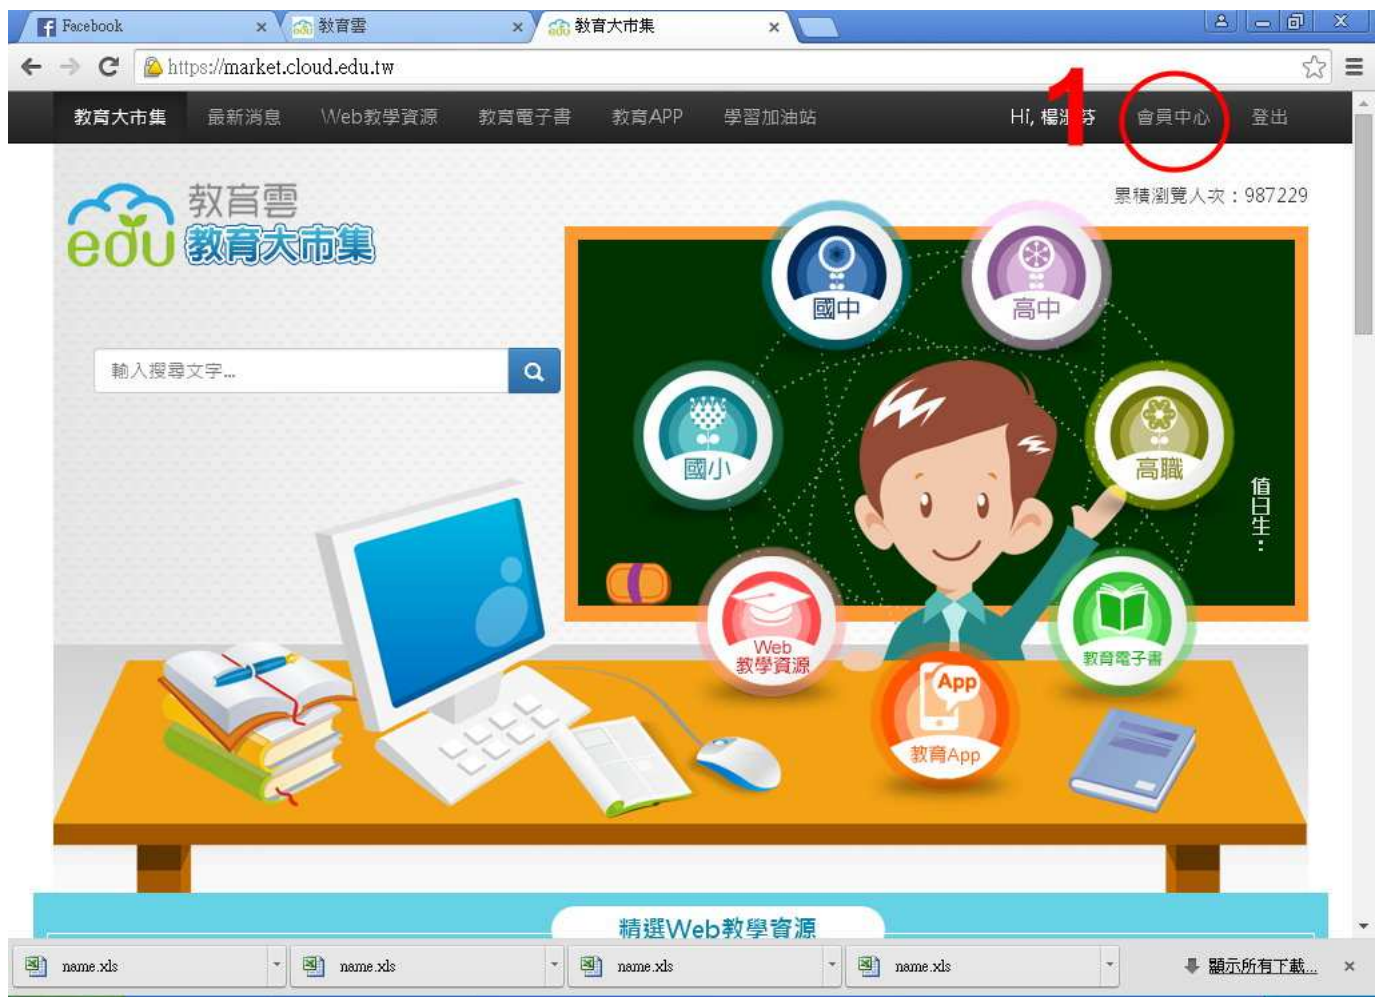 Facebook
教育雲
教育大市集
https://market.cloud.edu.tw
教育大市集 最新消息 Web教學資源 教育電子書 教育APP 學習加油站 Hi, 楊淑芬 會員中心 登出
1
累積瀏覽人次：987229
教育雲
edu 教育大市集
國中
高中
輸入搜尋文字...
國小
高職
值日生：
Web
教學資源
教育電子書
App
教育App
精選Web教學資源
name.xls name.xls name.xls name.xls 顯示所有下載...